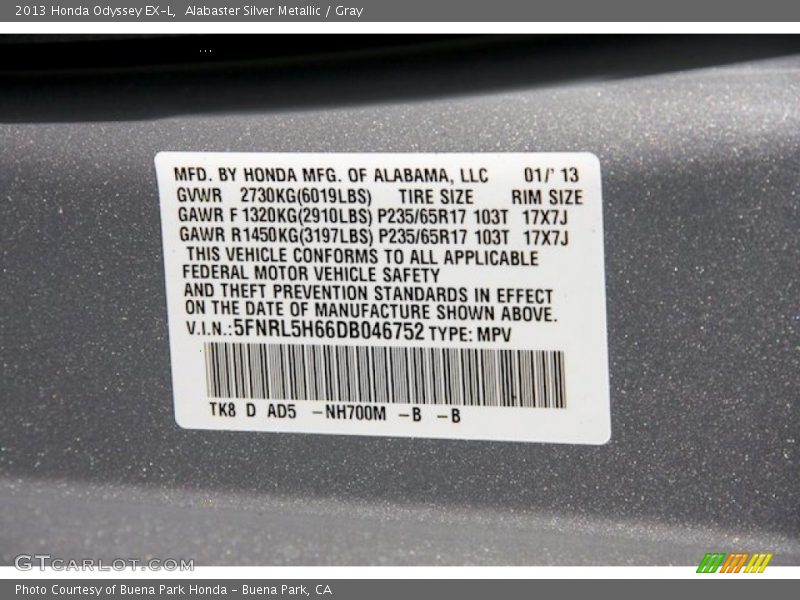 2013 Honda Odyssey EX-L,  Alabaster Silver Metallic / Gray
MFD. BY HONDA MFG. OF ALABAMA, LLC 01/' 13
GVWR 2730KG(6019LBS) TIRE SIZE RIM SIZE
GAWR F 1320KG(2910LBS) P235/65R17 103T 17X7J
GAWR R1450KG(3197LBS) P235/65R17 103T 17X7J
THIS VEHICLE CONFORMS TO ALL APPLICABLE
FEDERAL MOTOR VEHICLE SAFETY
AND THEFT PREVENTION STANDARDS IN EFFECT
ON THE DATE OF MANUFACTURE SHOWN ABOVE.
V.I.N.:5FNRL5H66DB046752 TYPE: MPV
TK8 D AD5 -NH700M -B -B
GTCARLOT.COM
Photo Courtesy of Buena Park Honda - Buena Park, CA